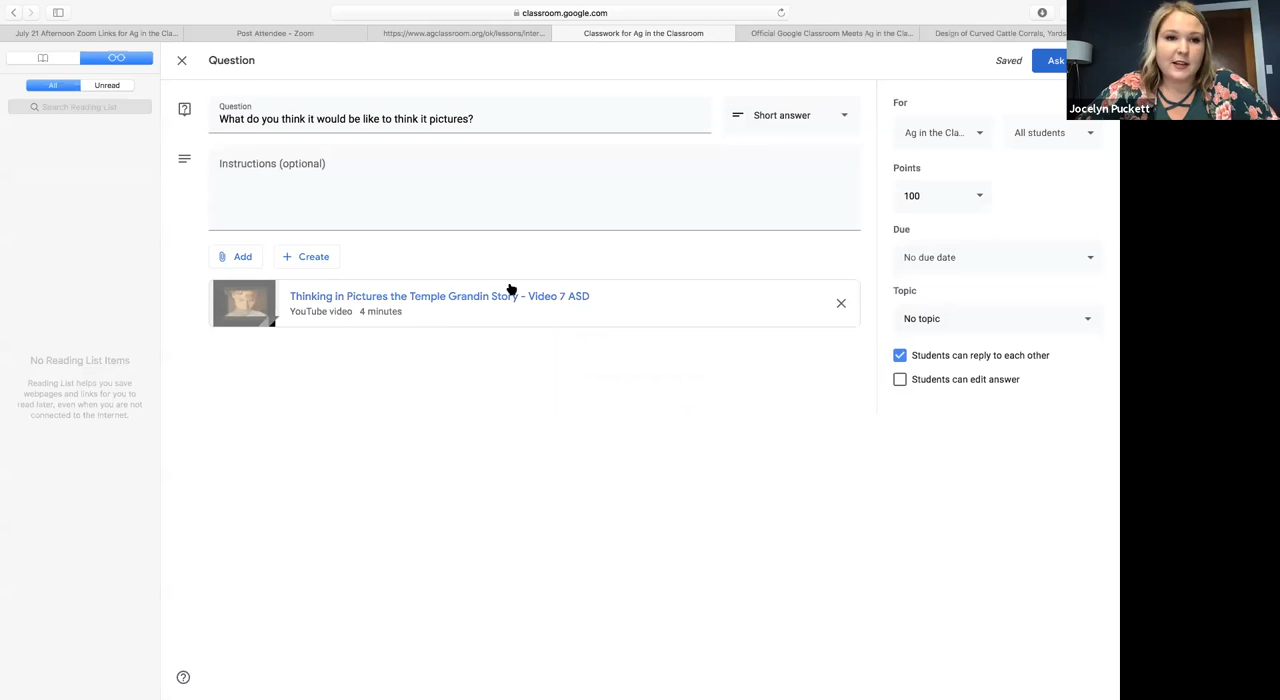 classroom.google.com
July 21 Afternoon Zoom Links for Ag in the Cla...
Post Attendee - Zoom
https://www.agclassroom.org/ok/lessons/inter...
Classwork for Ag in the Classroom
Official Google Classroom Meets Ag in the Cla...
Design of Curved Cattle Corrals, Yards
All
Unread
Search Reading List
No Reading List Items
Reading List helps you save
webpages and links for you to
read later, even when you are not
connected to the Internet.
Question
Saved
Ask
Question
What do you think it would be like to think it pictures?
Short answer
Instructions (optional)
Add
Create
Thinking in Pictures the Temple Grandin Story - Video 7 ASD
YouTube video 4 minutes
For
Ag in the Cla...
All students
Points
100
Due
No due date
Topic
No topic
Students can reply to each other
Students can edit answer
Jocelyn Puckett